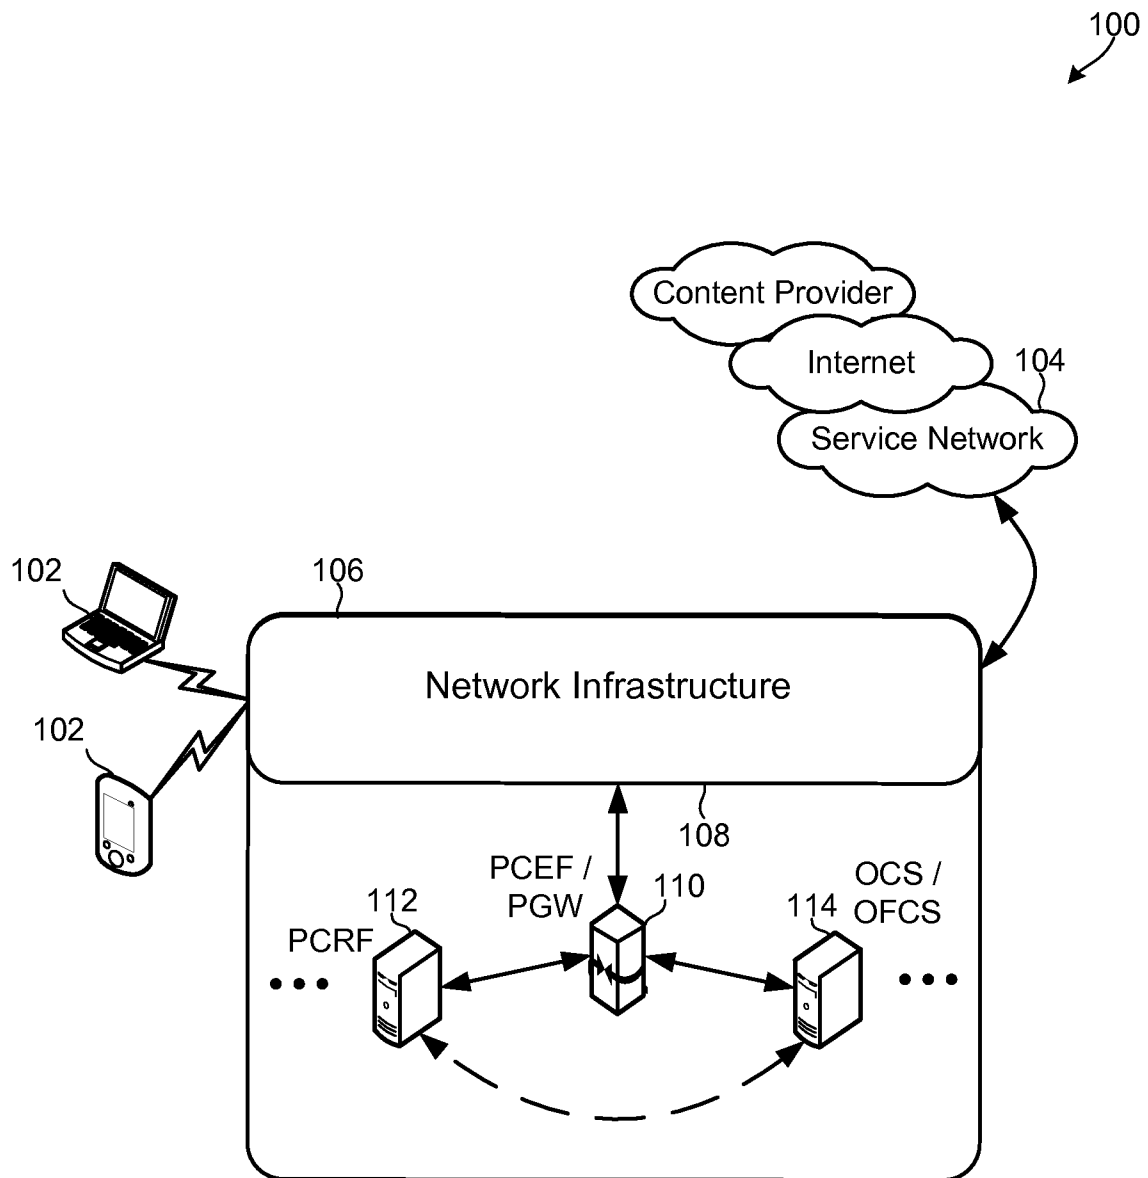 100
Content Provider
Internet
104
Service Network
102
106
Network Infrastructure
102
108
PCEF /
PGW
110
OCS /
OFCS
112
PCRF
114